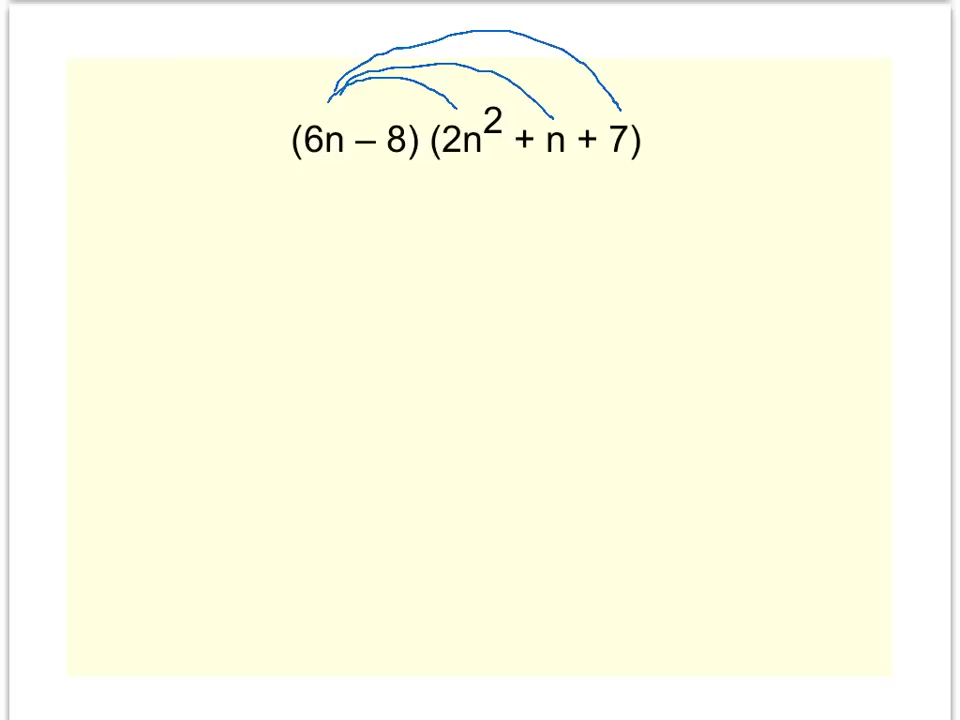 (6n – 8) (2n² + n + 7)